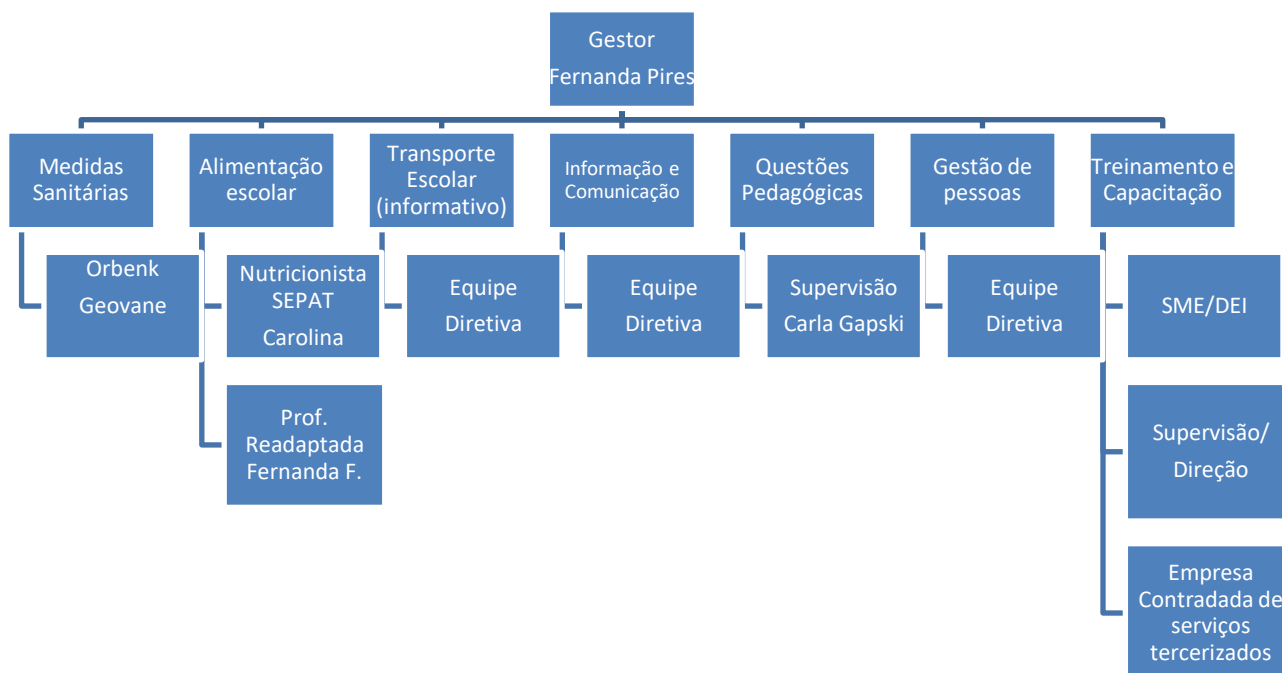 Gestor
Fernanda Pires
Medidas
Sanitárias
Alimentação
escolar
Transporte
Escolar
(informativo)
Informação e
Comunicação
Questões
Pedagógicas
Gestão de
pessoas
Treinamento e
Capacitação
Orbenk
Geovane
Nutricionista
SEPAT
Carolina
Equipe
Diretiva
Equipe
Diretiva
Supervisão
Carla Gapski
Equipe
Diretiva
SME/DEI
Prof.
Readaptada
Fernanda F.
Supervisão/
Direção
Empresa
Contradada de
serviços
tercerizados